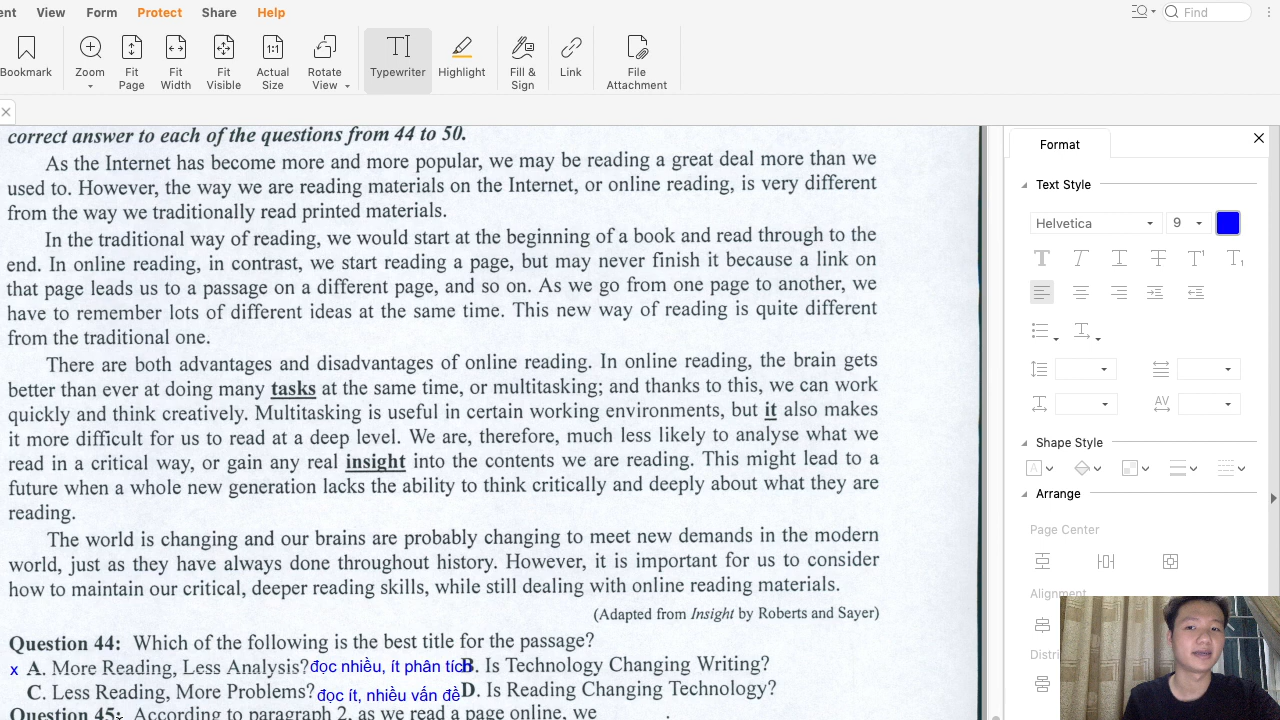 ent View Form Protect Share Help
Find
Bookmark Zoom Fit Page Fit Width Fit Visible Actual Size Rotate View Typewriter Highlight Fill & Sign Link File Attachment
correct answer to each of the questions from 44 to 50.
As the Internet has become more and more popular, we may be reading a great deal more than we
used to. However, the way we are reading materials on the Internet, or online reading, is very different
from the way we traditionally read printed materials.
In the traditional way of reading, we would start at the beginning of a book and read through to the
end. In online reading, in contrast, we start reading a page, but may never finish it because a link on
that page leads us to a passage on a different page, and so on. As we go from one page to another, we
have to remember lots of different ideas at the same time. This new way of reading is quite different
from the traditional one.
There are both advantages and disadvantages of online reading. In online reading, the brain gets
better than ever at doing many tasks at the same time, or multitasking; and thanks to this, we can work
quickly and think creatively. Multitasking is useful in certain working environments, but it also makes
it more difficult for us to read at a deep level. We are, therefore, much less likely to analyse what we
read in a critical way, or gain any real insight into the contents we are reading. This might lead to a
future when a whole new generation lacks the ability to think critically and deeply about what they are
reading.
The world is changing and our brains are probably changing to meet new demands in the modern
world, just as they have always done throughout history. However, it is important for us to consider
how to maintain our critical, deeper reading skills, while still dealing with online reading materials.
(Adapted from Insight by Roberts and Sayer)
Question 44: Which of the following is the best title for the passage?
x A. More Reading, Less Analysis? đọc nhiều, ít phân tíc B. Is Technology Changing Writing?
C. Less Reading, More Problems? đọc ít, nhiều vấn đề D. Is Reading Changing Technology?
Question 45: According to paragraph 2, as we read a page online, we ______.
Format
Text Style
Helvetica 9
Shape Style
Arrange
Page Center
Alignment
Distri